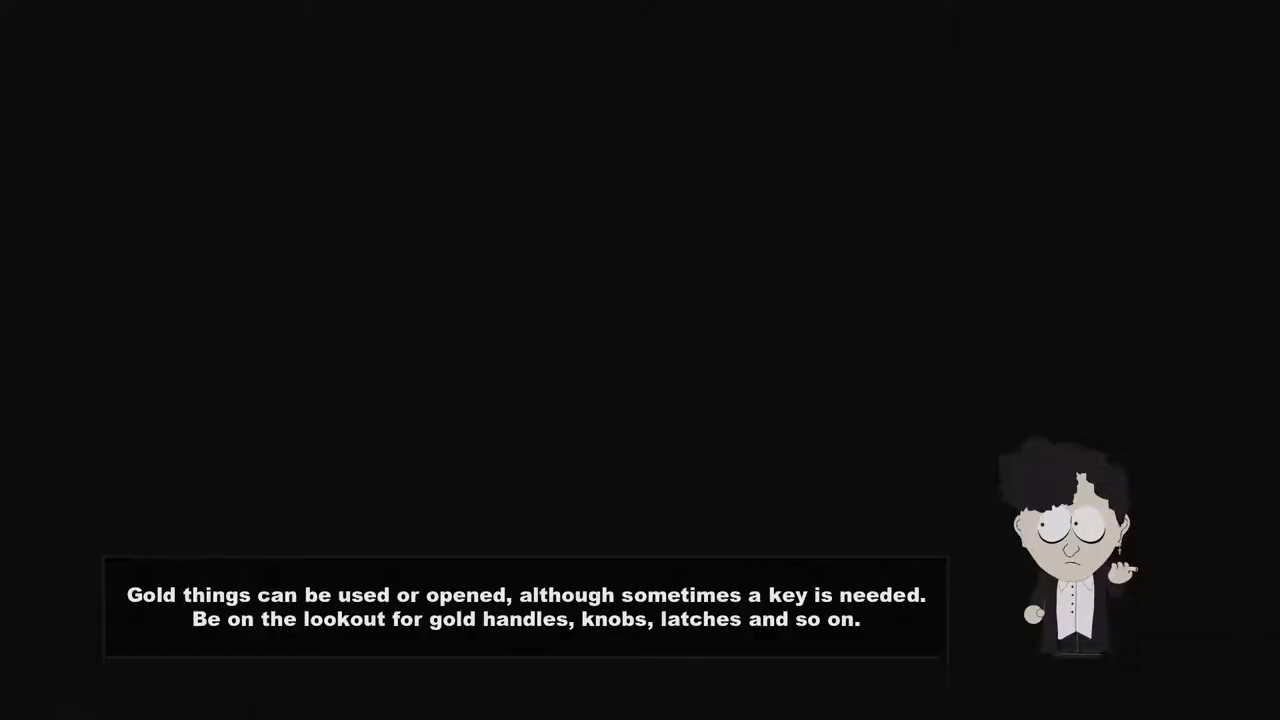 Gold things can be used or opened, although sometimes a key is needed.
Be on the lookout for gold handles, knobs, latches and so on.